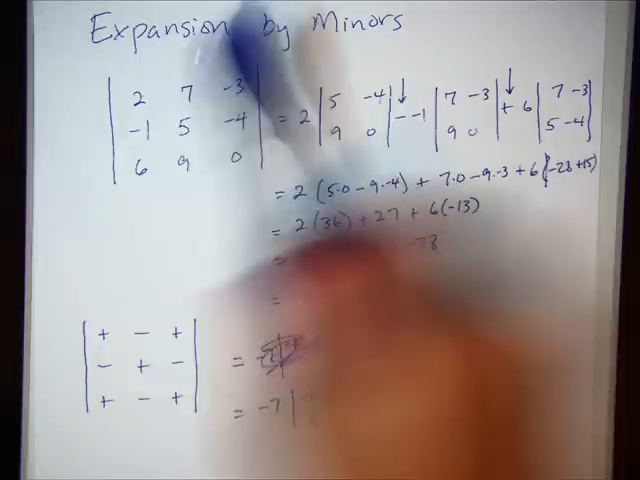 Expansion by Minors
| 2 7 -3 | = 2 | 5 -4 | - -1 | 7 -3 | + 6 | 7 -3 |
| -1 5 -4 | | 9 0 | | 9 0 | | 5 -4 |
| 6 9 0 |
= 2 (5·0 - 9·-4) + 7·0 - 9·-3 + 6 (-28 + 15)
= 2 (36) + 27 + 6(-13)
= -78
=
| + - + |
| - + - | =
| + - + | = -7 |